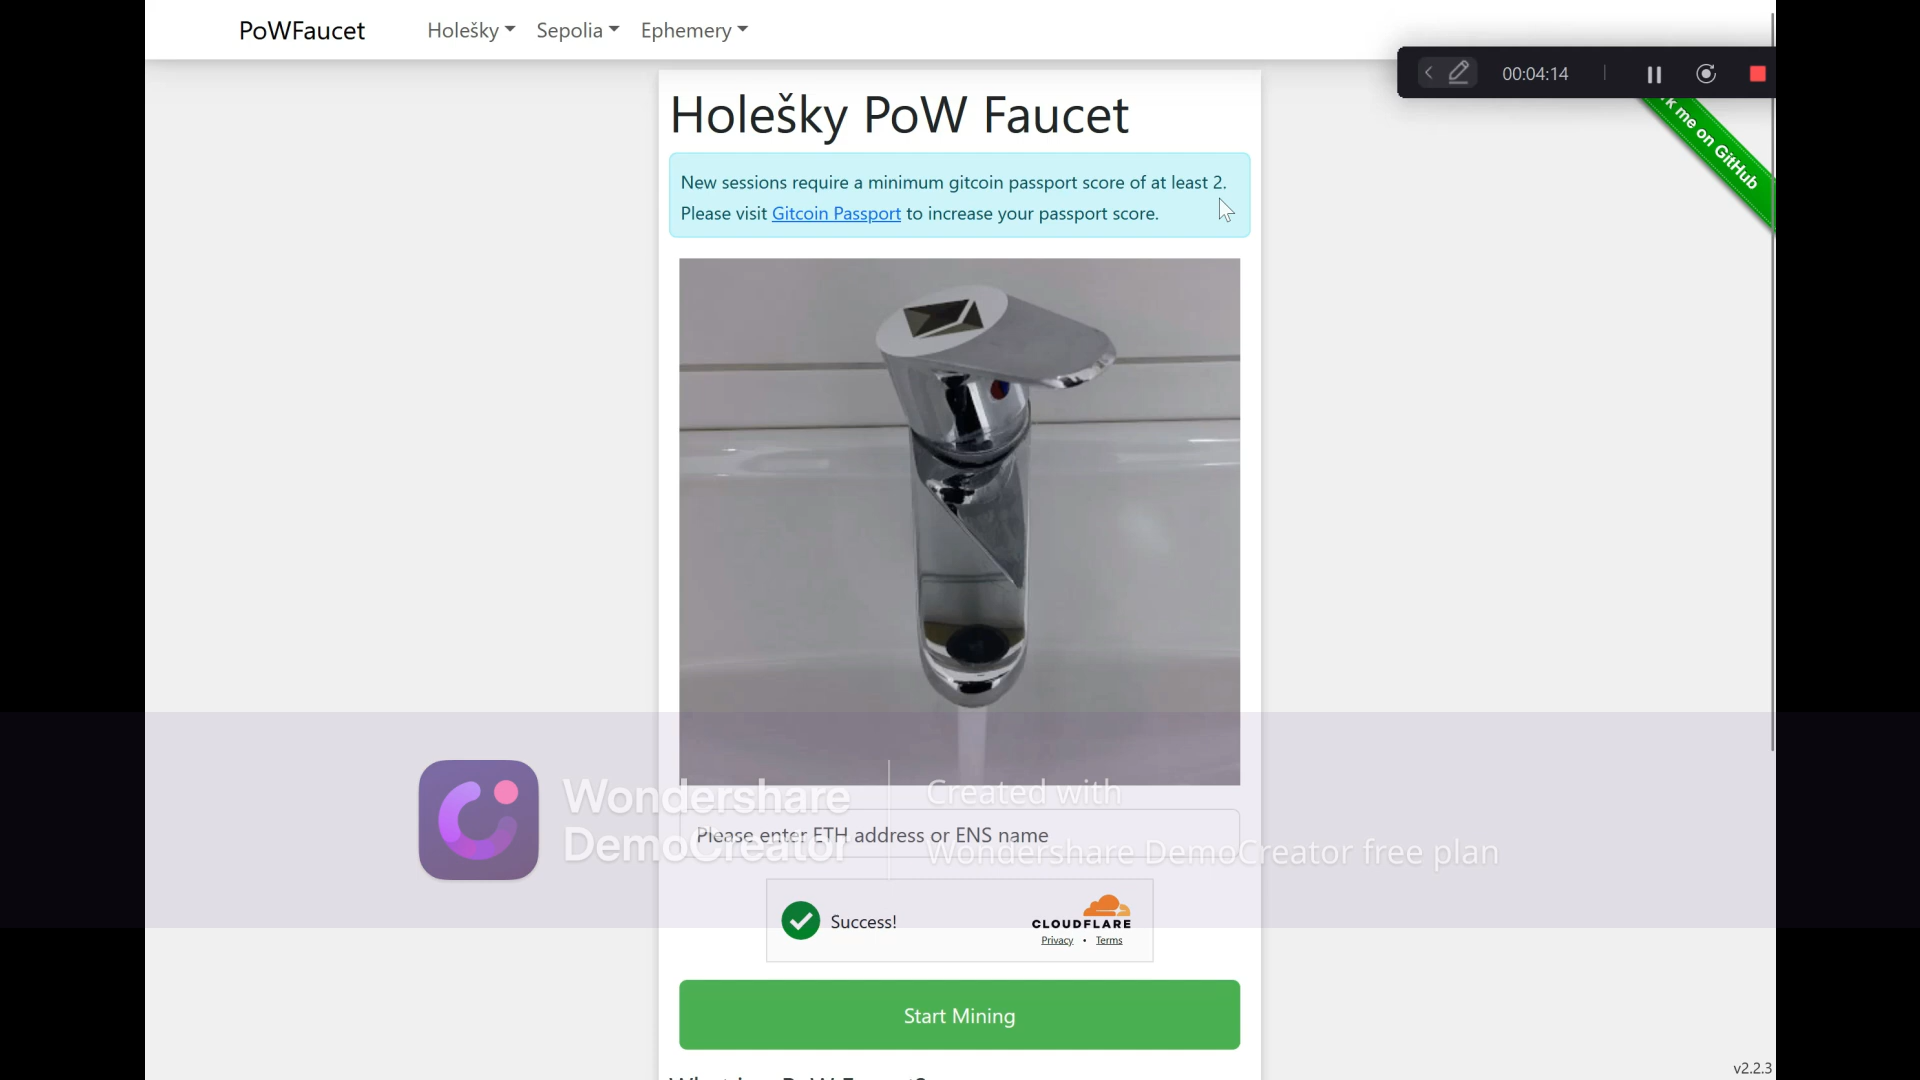 PoWFaucet
Holešky
Sepolia
Ephemery
00:04:14
k me on GitHub
Holešky PoW Faucet
New sessions require a minimum gitcoin passport score of at least 2.
Please visit Gitcoin Passport to increase your passport score.
Wondershare
DemoCreator
Created with
Wondershare DemoCreator free plan
Please enter ETH address or ENS name
Success!
CLOUDFLARE
Privacy • Terms
Start Mining
v2.2.3